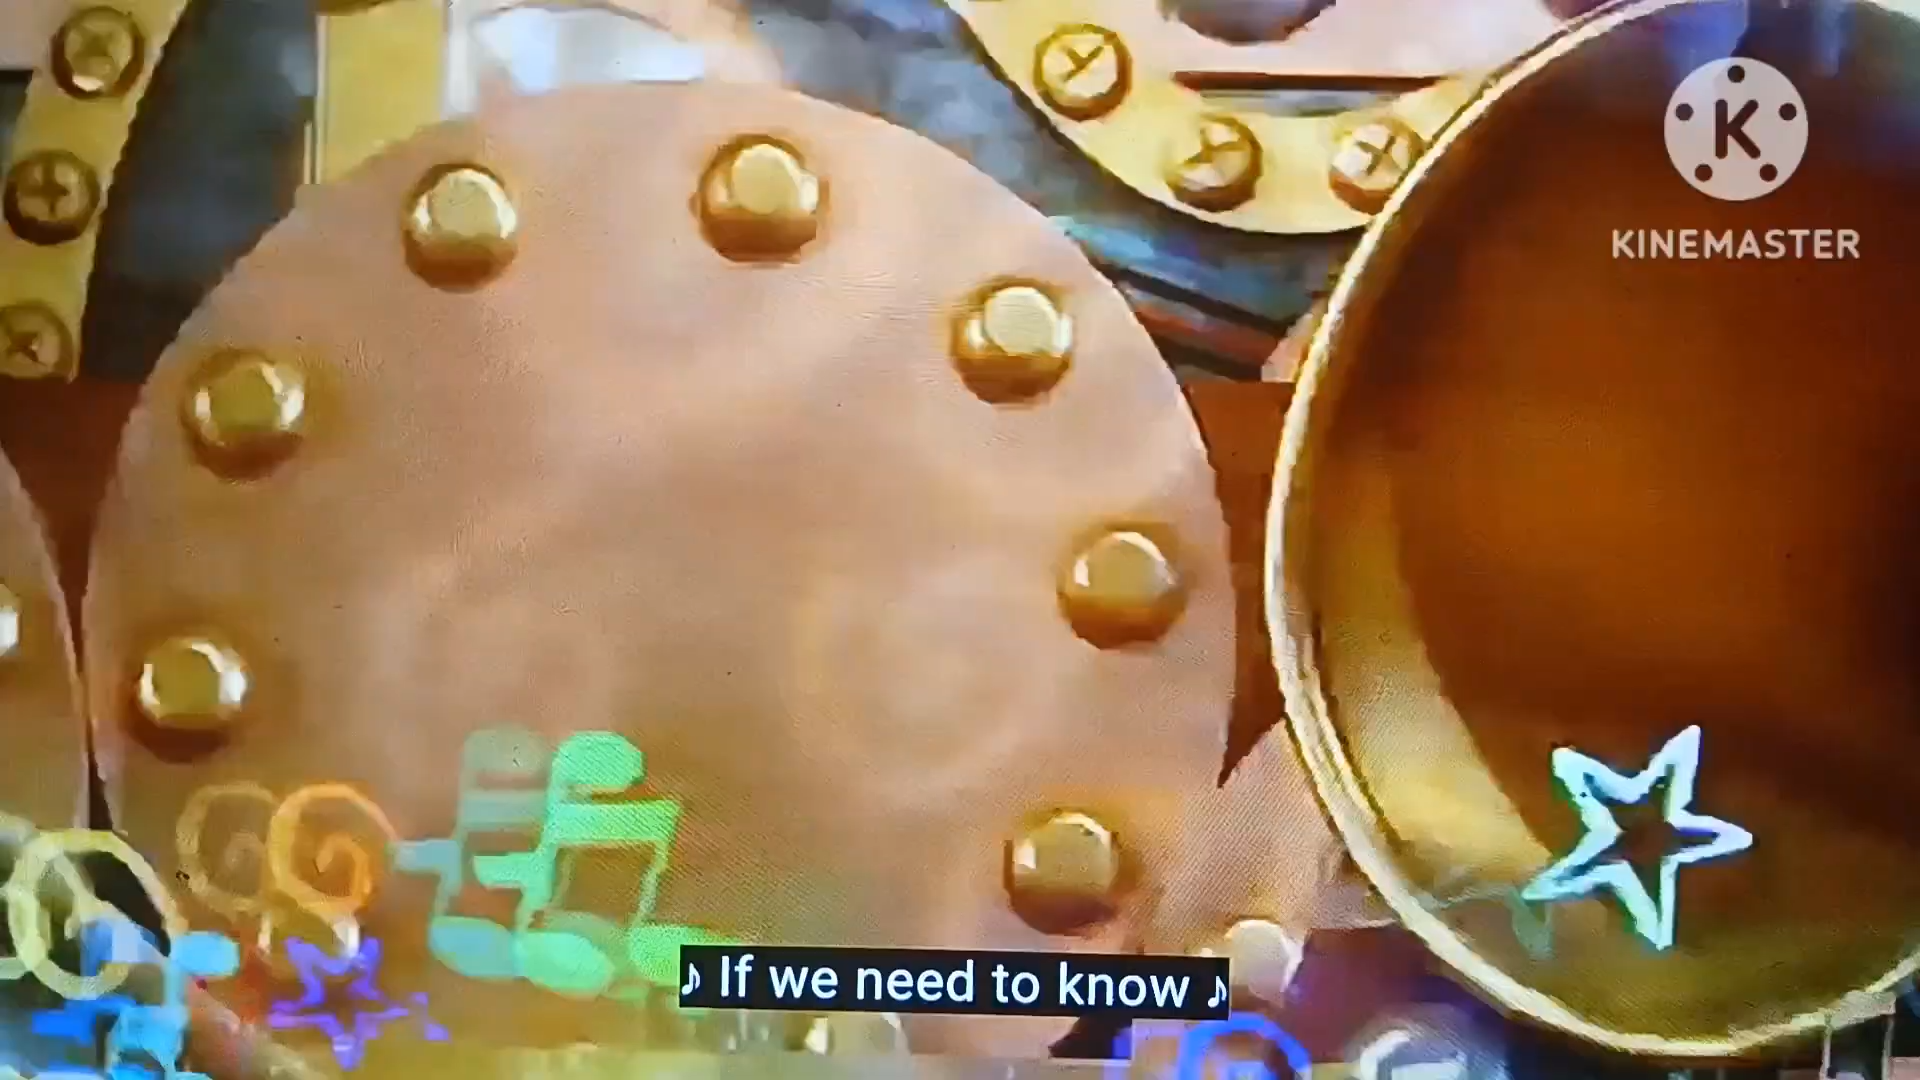 K
KINEMASTER
♪ If we need to know ♪